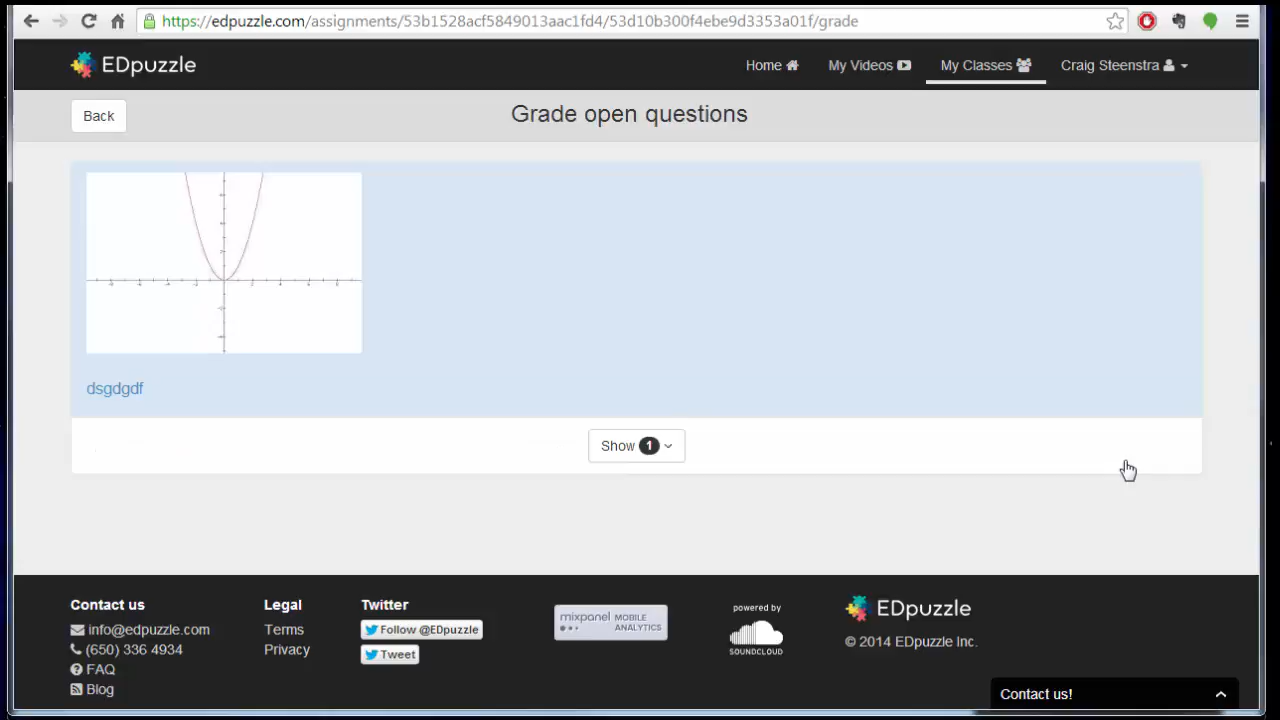 https://edpuzzle.com/assignments/53b1528acf5849013aac1fd4/53d10b300f4ebe9d3353a01f/grade
EDpuzzle
Home
My Videos
My Classes
Craig Steenstra
Back
Grade open questions
dsgdgdf
Show 1
Contact us
info@edpuzzle.com
(650) 336 4934
FAQ
Blog
Legal
Terms
Privacy
Twitter
Follow @EDpuzzle
Tweet
mixpanel MOBILE
ANALYTICS
powered by
SOUNDCLOUD
EDpuzzle
© 2014 EDpuzzle Inc.
Contact us!